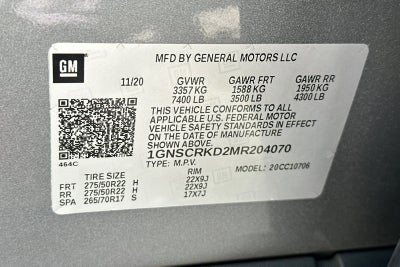 GM
MFD BY GENERAL MOTORS LLC
11/20 GVWR GAWR FRT GAWR RR
3357 KG 1588 KG 1950 KG
7400 LB 3500 LB 4300 LB
THIS VEHICLE CONFORMS TO ALL
APPLICABLE U.S. FEDERAL MOTOR
VEHICLE SAFETY STANDARDS IN EFFECT
ON THE DATE OF MANUFACTURE
SHOWN ABOVE.
1GNSCRKD2MR204070
464C TYPE: M.P.V. MODEL: 20CC10706
TIRE SIZE RIM
FRT 275/50R22 H 22X9J
RR 275/50R22 H 22X9J
SPA 265/70R17 S 17X7J